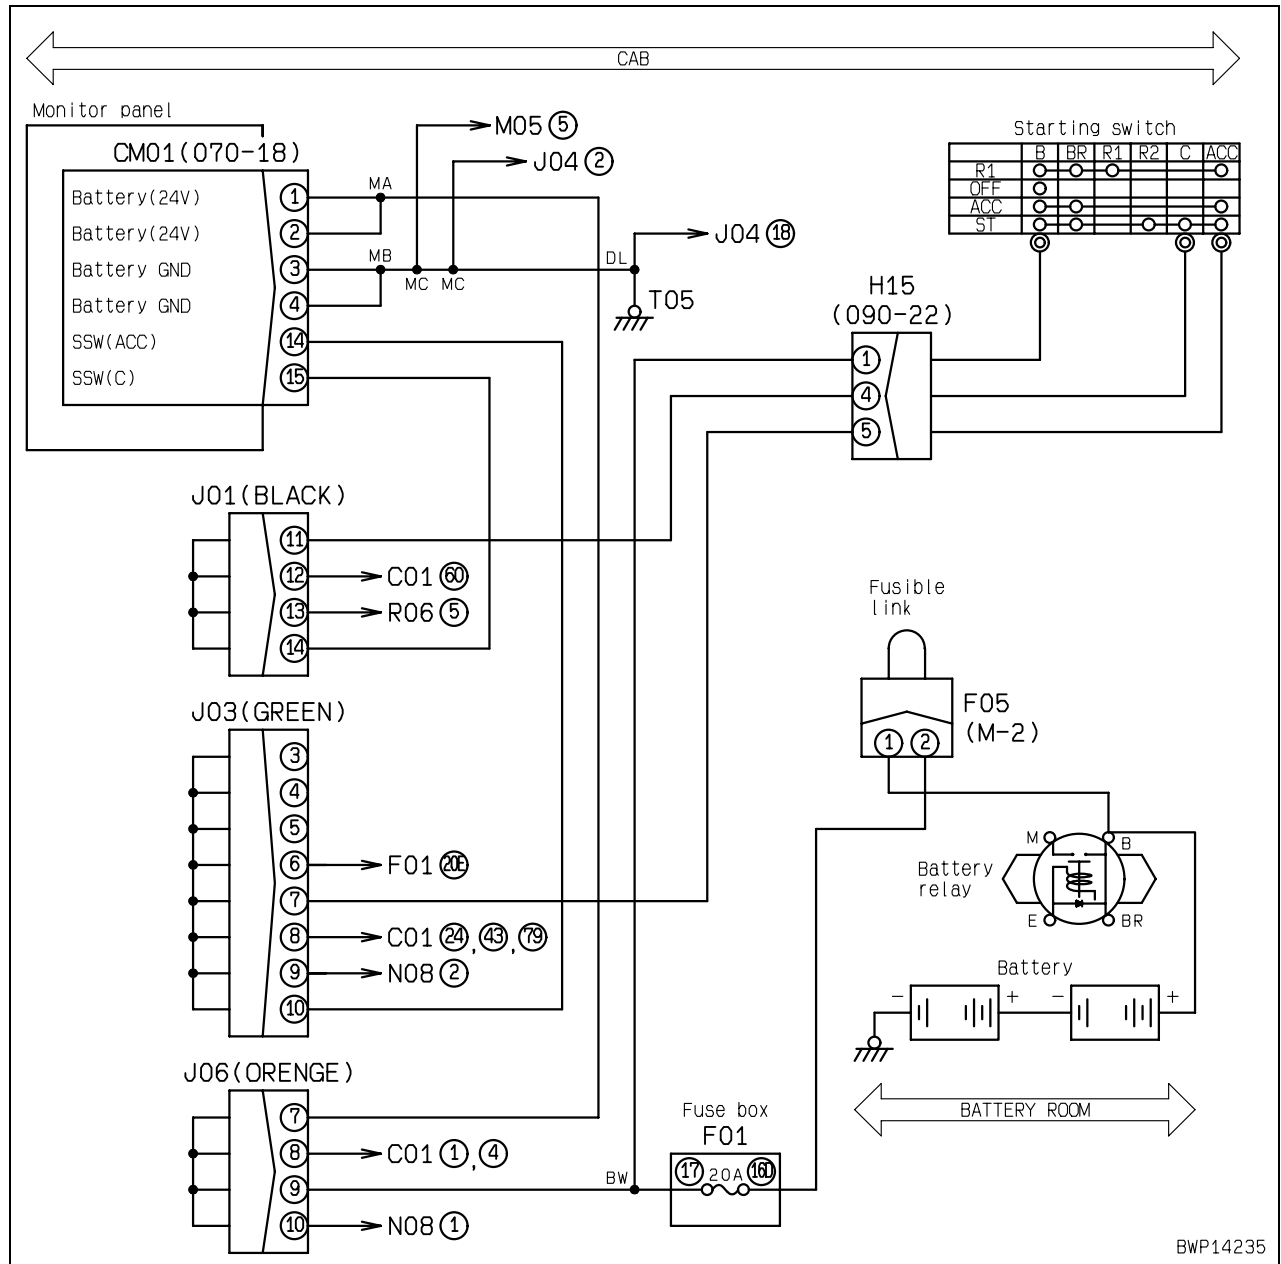 CAB
Monitor panel
CM01(070-18)
Battery(24V) 1
Battery(24V) 2
Battery GND 3
Battery GND 4
SSW(ACC) 14
SSW(C) 15
MA
MB
MC MC
M05 5
J04 2
DL
J04 18
T05
Starting switch
B BR R1 R2 C ACC
R1
OFF
ACC
ST
H15
(090-22)
1
4
5
J01(BLACK)
11
12 C01 60
13 R06 5
14
J03(GREEN)
3
4
5
6 F01 20E
7
8 C01 24, 43, 79
9 N08 2
10
J06(ORENGE)
7
8 C01 1, 4
9
10 N08 1
BW
Fuse box
F01
17 20A 16D
Fusible
link
F05
(M-2)
1 2
M B
Battery
relay
E BR
Battery
- + - +
BATTERY ROOM
BWP14235